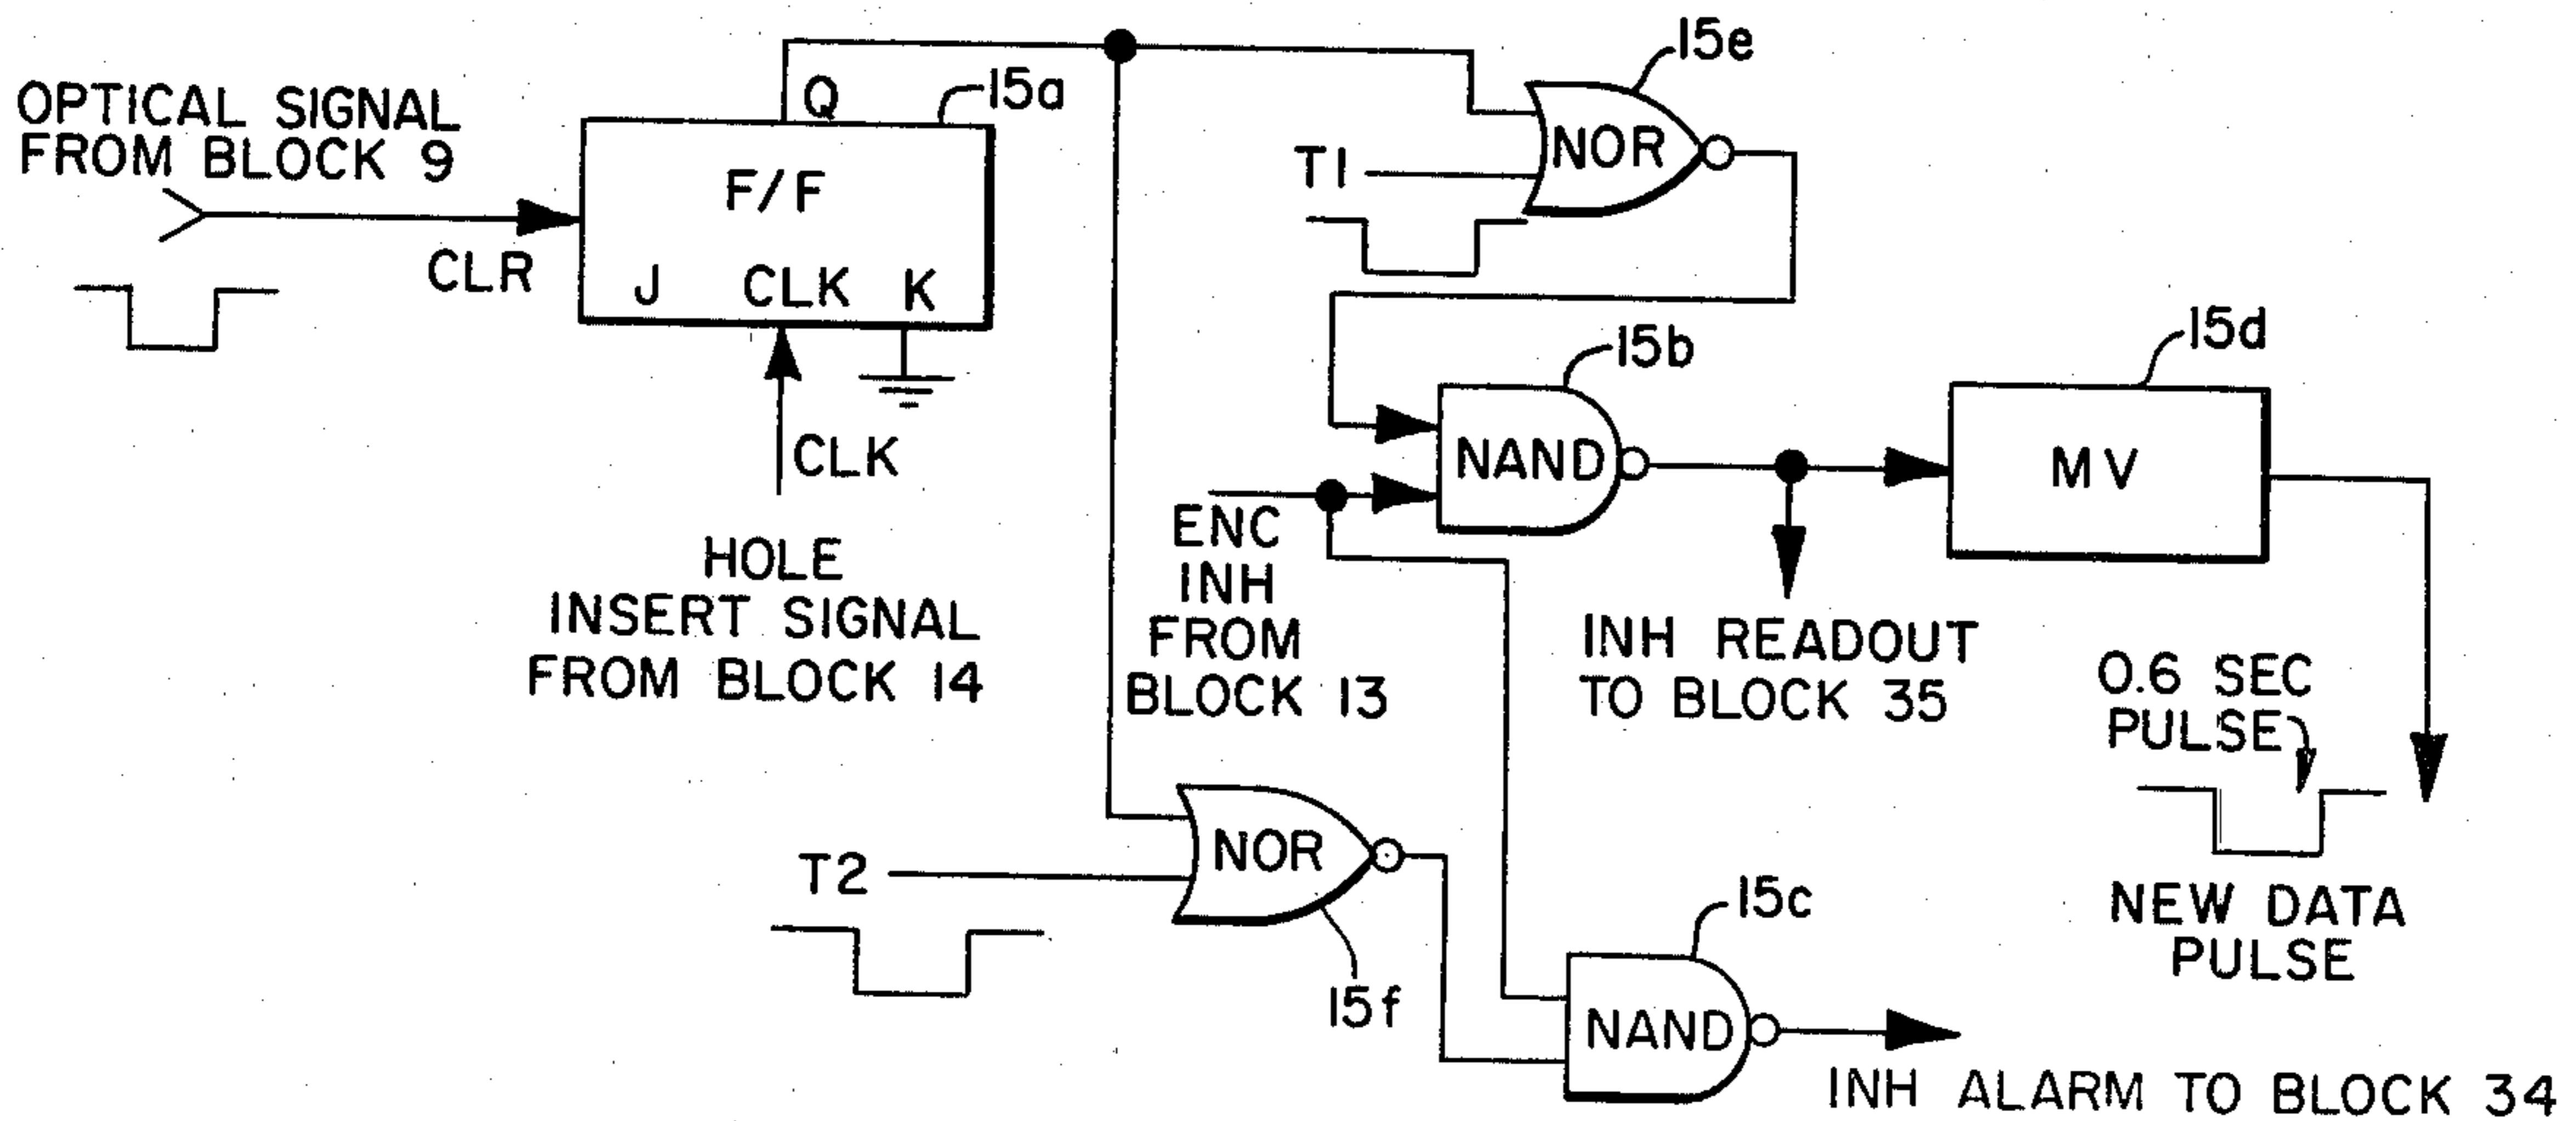 OPTICAL SIGNAL
FROM BLOCK 9
CLR
Q
15a
F/F
J CLK K
CLK
HOLE
INSERT SIGNAL
FROM BLOCK 14
15e
NOR
T1
15b
NAND
ENC
INH
FROM
BLOCK 13
15d
MV
INH READOUT
TO BLOCK 35
0.6 SEC
PULSE
NEW DATA
PULSE
T2
NOR
15f
15c
NAND
INH ALARM TO BLOCK 34